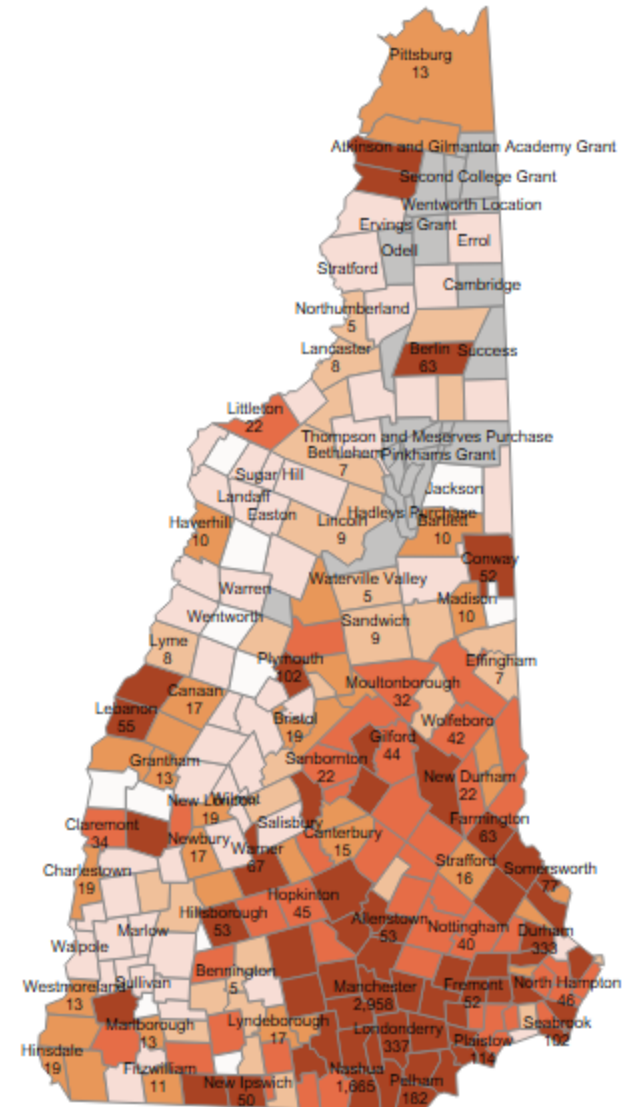 Pittsburg
13
Atkinson and Gilmanton Academy Grant
Second College Grant
Wentworth Location
Ervings Grant
Errol
Odell
Stratford
Cambridge
Northumberland
5
Lancaster
8
Berlin
63
Success
Littleton
22
Thompson and Meserves Purchase
Bethlehem
7
Pinkhams Grant
Sugar Hill
Jackson
Landaff
Easton
Hadleys Purchase
Haverhill
10
Lincoln
9
Bartlett
10
Conway
52
Waterville Valley
5
Warren
Madison
10
Wentworth
Sandwich
9
Lyme
8
Plymouth
102
Effingham
7
Moultonborough
32
Canaan
17
Lebanon
55
Bristol
19
Wolfeboro
42
Gilford
44
Grantham
13
Sanbornton
22
New Durham
22
New London
19
Wilmot
Claremont
34
Salisbury
Farmington
63
Newbury
17
Canterbury
15
Warner
67
Strafford
16
Charlestown
19
Somersworth
77
Hopkinton
45
Hillsborough
53
Allenstown
53
Nottingham
40
Durham
333
Marlow
Walpole
Bennington
5
Westmoreland
13
Sullivan
Manchester
2,958
Fremont
52
North Hampton
46
Marlborough
13
Lyndeborough
17
Londonderry
337
Seabrook
102
Plaistow
114
Hinsdale
19
Fitzwilliam
11
New Ipswich
50
Nashua
1,665
Pelham
182